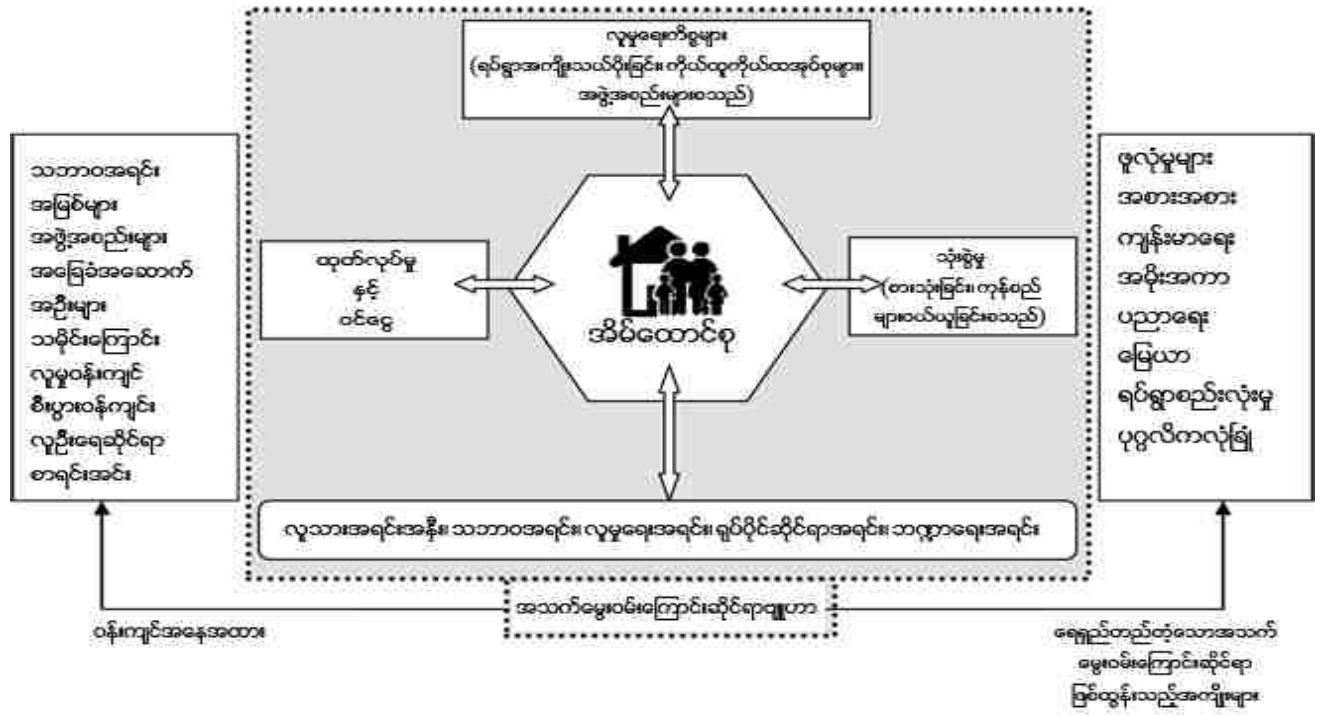 လူမှုရေးကိစ္စများ
(ရပ်ရွာအကျိုးသယ်ပိုးခြင်း၊ ကိုယ်ထူကိုယ်ထအုပ်စုများ၊
အဖွဲ့အစည်းများစသည်)
သဘာဝအရင်း
အမြစ်များ
အဖွဲ့အစည်းများ
အခြေခံအဆောက်
အဦးများ
သမိုင်းကြောင်း
လူမှုဝန်းကျင်
စီးပွားဝန်ကျင်း
လူဦးရေဆိုင်ရာ
စာရင်းအင်း
ထုတ်လုပ်မှု
နှင့်
ဝင်ငွေ
အိမ်ထောင်စု
သုံးစွဲမှု
(စားသုံးခြင်း၊ ကုန်စည်
များဝယ်ယူခြင်းစသည်)
ဖူလုံမှုများ
အစားအစား
ကျန်းမာရေး
အမိုးအကာ
ပညာရေး
မြေယာ
ရပ်ရွာစည်းလုံးမှု
ပုဂ္ဂလိကလုံခြုံ
လူသားအရင်းအနှီး၊ သဘာဝအရင်း၊ လူမှုရေးအရင်း၊ ရုပ်ပိုင်ဆိုင်ရာအရင်း၊ ဘဏ္ဍာရေးအရင်း
အသက်မွေးဝမ်းကြောင်းဆိုင်ရာဗျူဟာ
ဝန်းကျင်အနေအထား
ရေရှည်တည်တံ့သောအသက်
မွေးဝမ်းကြောင်းဆိုင်ရာ
ဖြစ်ထွန်းသည့်အကျိုးများ